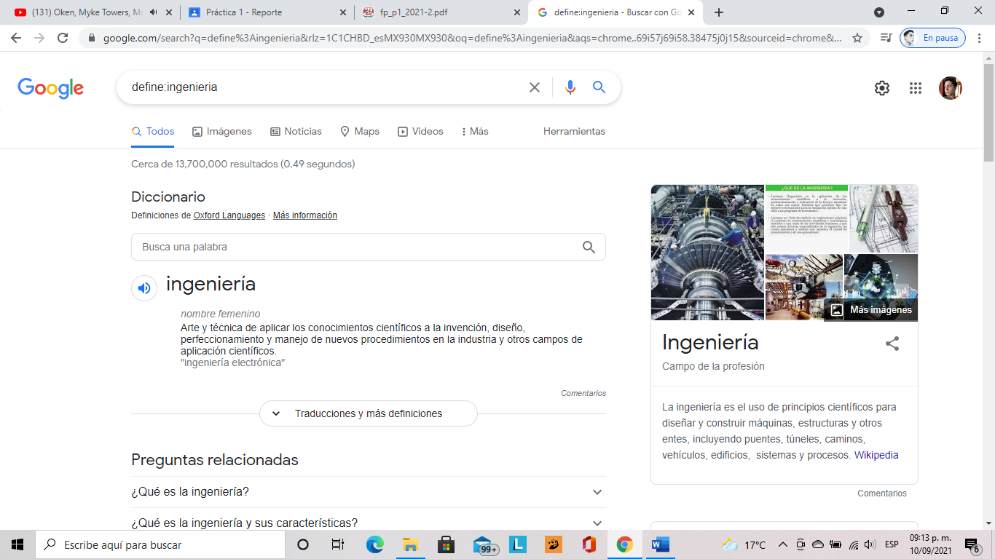 (131) Oken, Myke Towers, M
Práctica 1 - Reporte
fp_p1_2021-2.pdf
define:ingenieria - Buscar con Go
google.com/search?q=define%3Aingenieria&rlz=1C1CHBD_esMX930MX930&oq=define%3Aingenieria&aqs=chrome..69i57j69i58.38475j0j15&sourceid=chrome&...
En pausa
Google
define:ingenieria
Todos
Imágenes
Noticias
Maps
Videos
Más
Herramientas
Cerca de 13,700,000 resultados (0.49 segundos)
Diccionario
Definiciones de Oxford Languages · Más información
Busca una palabra
ingeniería
nombre femenino
Arte y técnica de aplicar los conocimientos científicos a la invención, diseño,
perfeccionamiento y manejo de nuevos procedimientos en la industria y otros campos de
aplicación científicos.
"ingeniería electrónica"
Comentarios
Traducciones y más definiciones
Preguntas relacionadas
¿Qué es la ingeniería?
¿Qué es la ingeniería y sus características?
¿QUÉ ES LA INGENIERÍA?
Más imágenes
Ingeniería
Campo de la profesión
La ingeniería es el uso de principios científicos para
diseñar y construir máquinas, estructuras y otros
entes, incluyendo puentes, túneles, caminos,
vehículos, edificios, sistemas y procesos. Wikipedia
Comentarios
Escribe aquí para buscar
99+
L
W
17°C
ESP
09:13 p. m.
10/09/2021
6